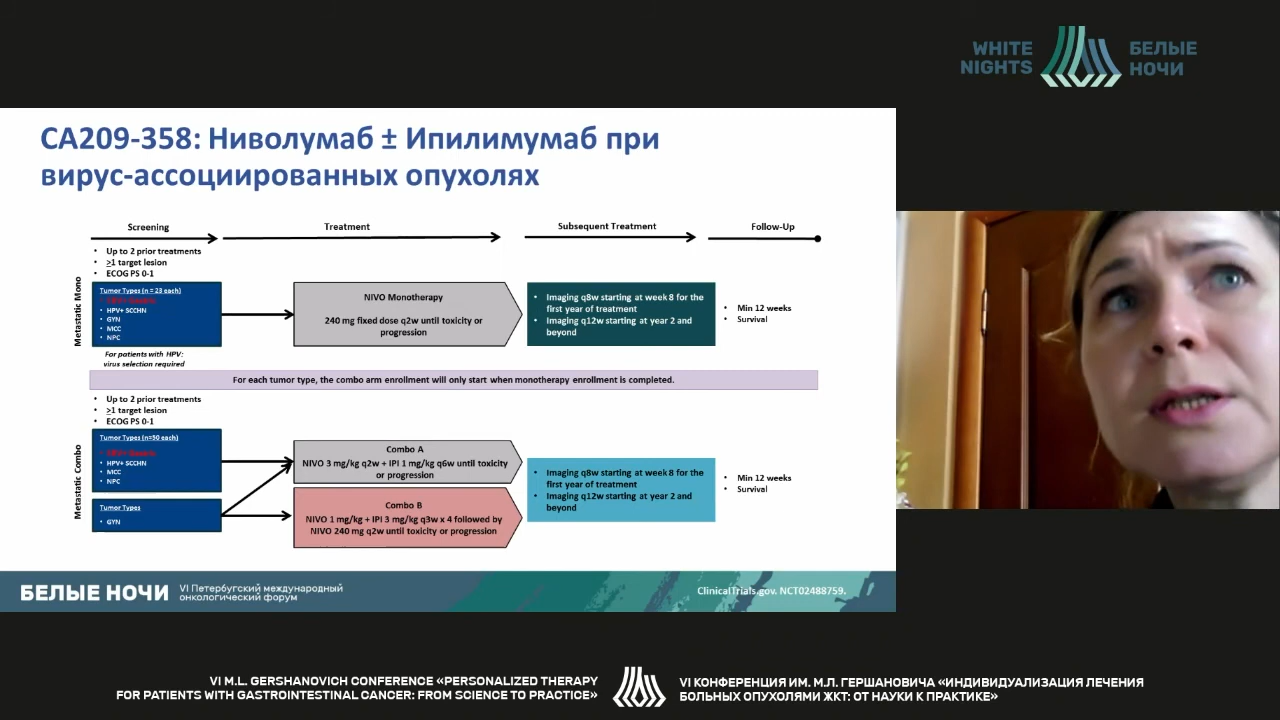 WHITE
NIGHTS
БЕЛЫЕ
НОЧИ
CA209-358: Ниволумаб ± Ипилимумаб при
вирус-ассоциированных опухолях
Screening
Treatment
Subsequent Treatment
Follow-Up
Metastatic Mono
• Up to 2 prior treatments
• >1 target lesion
• ECOG PS 0-1
Tumor Types (n = 23 each)
• HPV+ SCCHN
• GYN
• MCC
• NPC
For patients with HPV:
virus selection required
NIVO Monotherapy
240 mg fixed dose q2w until toxicity or
progression
• Imaging q8w starting at week 8 for the
first year of treatment
• Imaging q12w starting at year 2 and
beyond
• Min 12 weeks
• Survival
For each tumor type, the combo arm enrollment will only start when monotherapy enrollment is completed.
Metastatic Combo
• Up to 2 prior treatments
• >1 target lesion
• ECOG PS 0-1
Tumor Types (n=30 each)
• HPV+ SCCHN
• MCC
• NPC
Tumor Types
• GYN
Combo A
NIVO 3 mg/kg q2w + IPI 1 mg/kg q6w until toxicity
or progression
Combo B
NIVO 1 mg/kg + IPI 3 mg/kg q3w x 4 followed by
NIVO 240 mg q2w until toxicity or progression
• Imaging q8w starting at week 8 for the
first year of treatment
• Imaging q12w starting at year 2 and
beyond
• Min 12 weeks
• Survival
БЕЛЫЕ НОЧИ
VI Петербугский международный
онкологический форум
ClinicalTrials.gov. NCT02488759.
VI M.L. GERSHANOVICH CONFERENCE «PERSONALIZED THERAPY
FOR PATIENTS WITH GASTROINTESTINAL CANCER: FROM SCIENCE TO PRACTICE»
VI КОНФЕРЕНЦИЯ ИМ. М.Л. ГЕРШАНОВИЧА «ИНДИВИДУАЛИЗАЦИЯ ЛЕЧЕНИЯ
БОЛЬНЫХ ОПУХОЛЯМИ ЖКТ: ОТ НАУКИ К ПРАКТИКЕ»